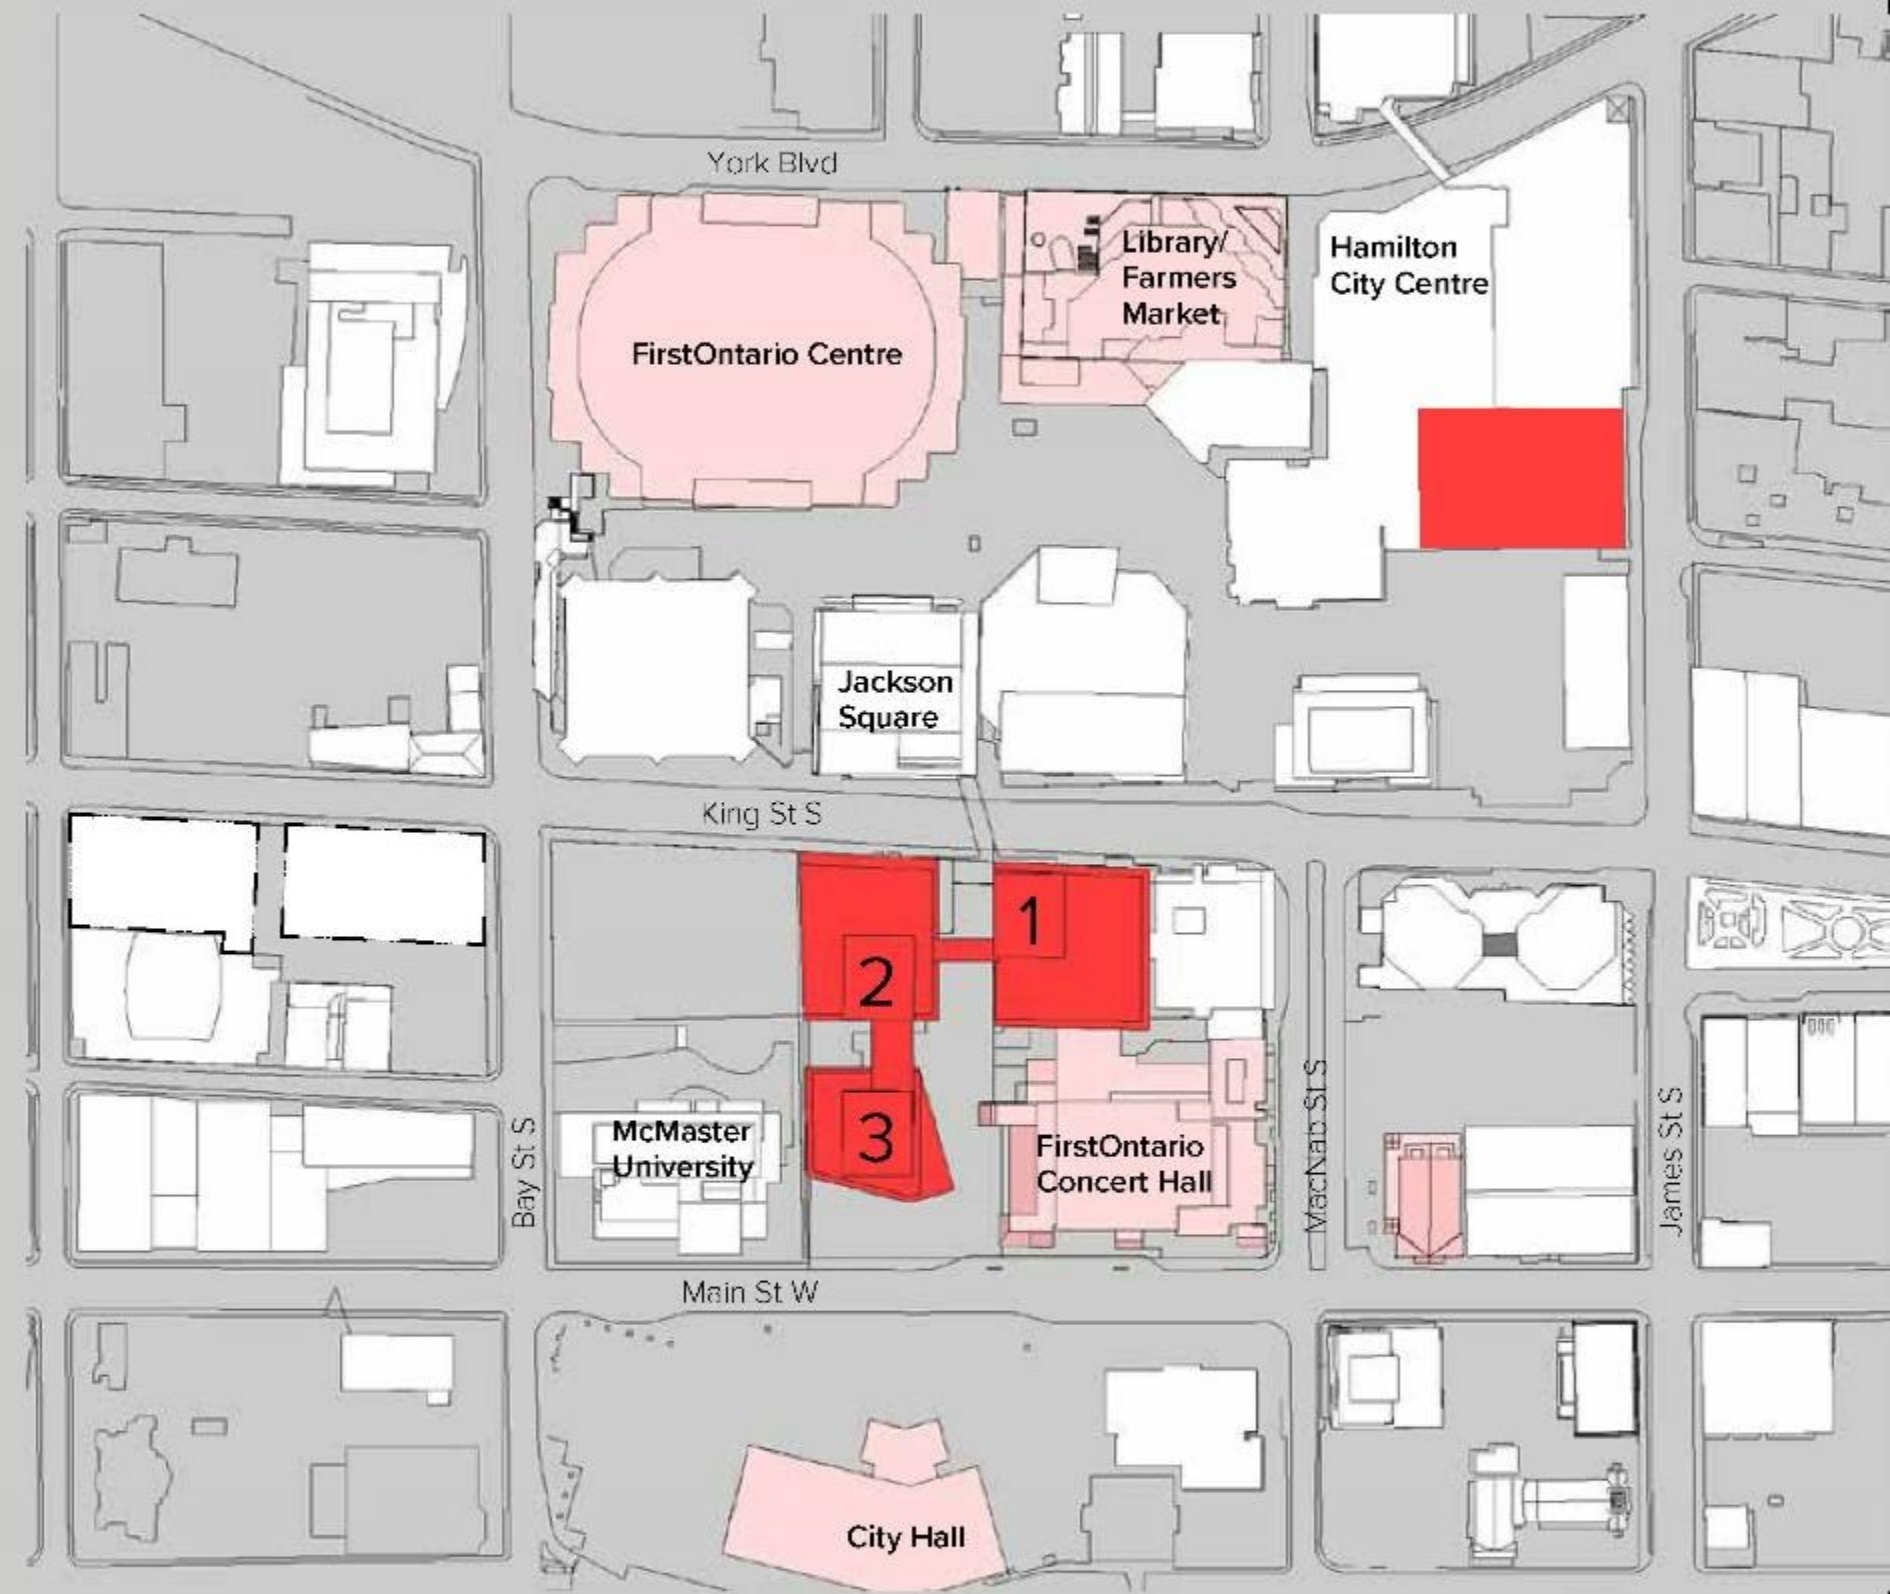 York Blvd
Library/
Farmers
Market
Hamilton
City Centre
FirstOntario Centre
Jackson
Square
King St S
1
2
3
McMaster
University
FirstOntario
Concert Hall
Bay St S
MacNab St S
James St S
Main St W
City Hall